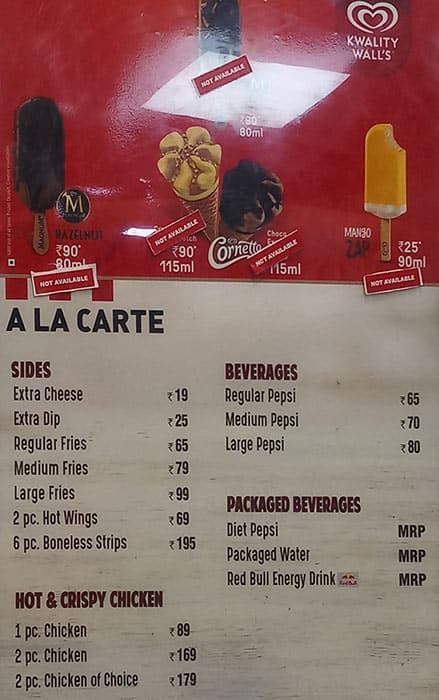 KWALITY
WALL'S
NOT AVAILABLE
₹90*
80ml
M
MAGNUM
HAZELNUT
₹90*
80ml
NOT AVAILABLE
NOT AVAILABLE
₹90*
115ml
Cornetto
Choco
NOT AVAILABLE
115ml
MANGO
ZAP
₹25*
90ml
NOT AVAILABLE
A LA CARTE
SIDES
Extra Cheese ₹19
Extra Dip ₹25
Regular Fries ₹65
Medium Fries ₹79
Large Fries ₹99
2 pc. Hot Wings ₹69
6 pc. Boneless Strips ₹195
HOT & CRISPY CHICKEN
1 pc. Chicken ₹89
2 pc. Chicken ₹169
2 pc. Chicken of Choice ₹179
BEVERAGES
Regular Pepsi ₹65
Medium Pepsi ₹70
Large Pepsi ₹80
PACKAGED BEVERAGES
Diet Pepsi MRP
Packaged Water MRP
Red Bull Energy Drink Red Bull MRP